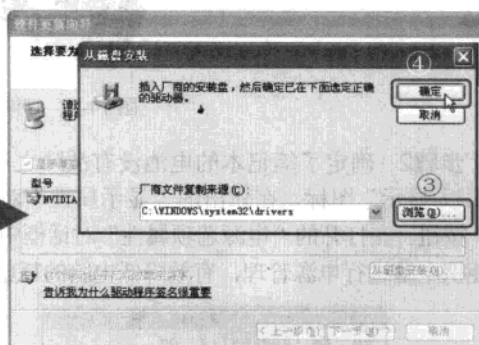 硬件更新向导
选择要为
从磁盘安装
④
插入厂商的安装盘，然后确定已在下面选定正确
的驱动器。
确定
取消
请选
程序
型号
NVIDIA
厂商文件复制来源(C):
③
C:\WINDOWS\system32\drivers
浏览(B)...
从磁盘安装(H)...
告诉我为什么驱动程序签名很重要
< 上一步(B)
下一步(N) >
取消